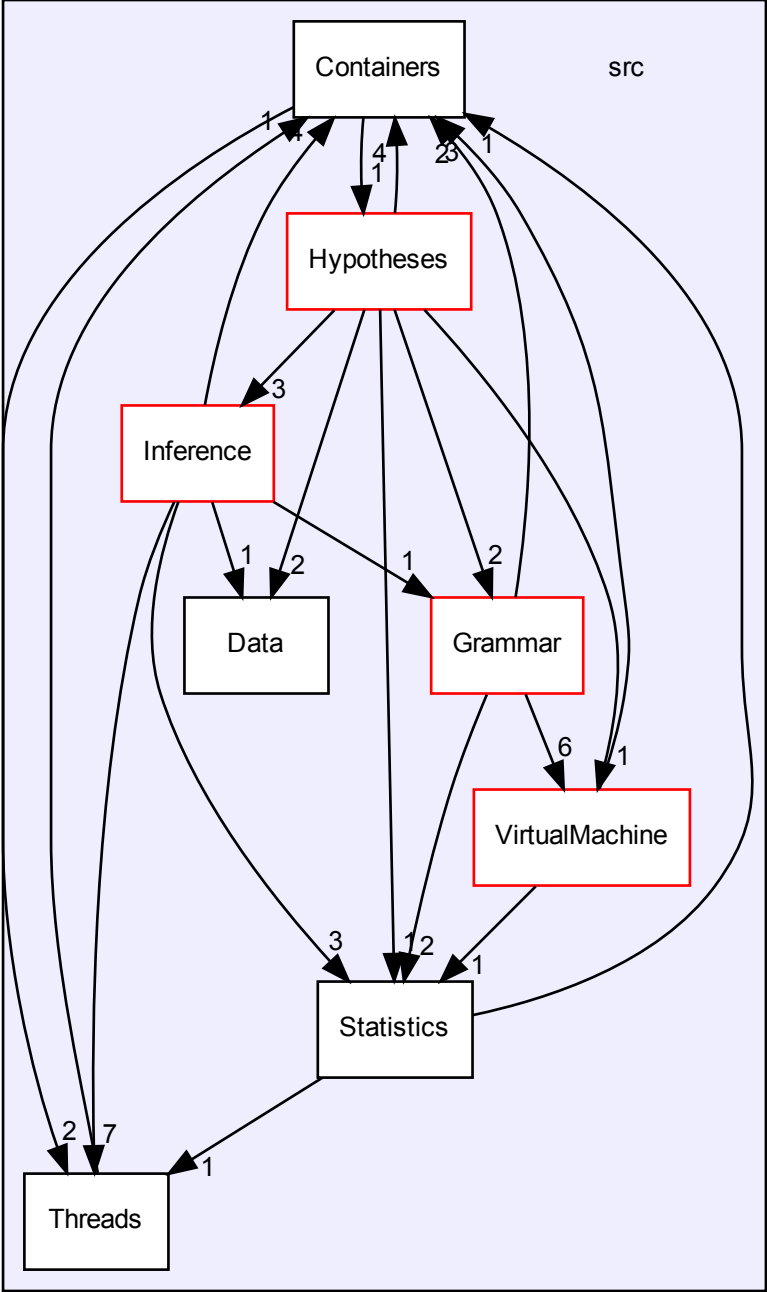 Containers
src
1
4
4
1
2
3
1
Hypotheses
3
Inference
1
2
1
2
Data
Grammar
6
1
VirtualMachine
3
1
2
1
Statistics
2
7
1
Threads